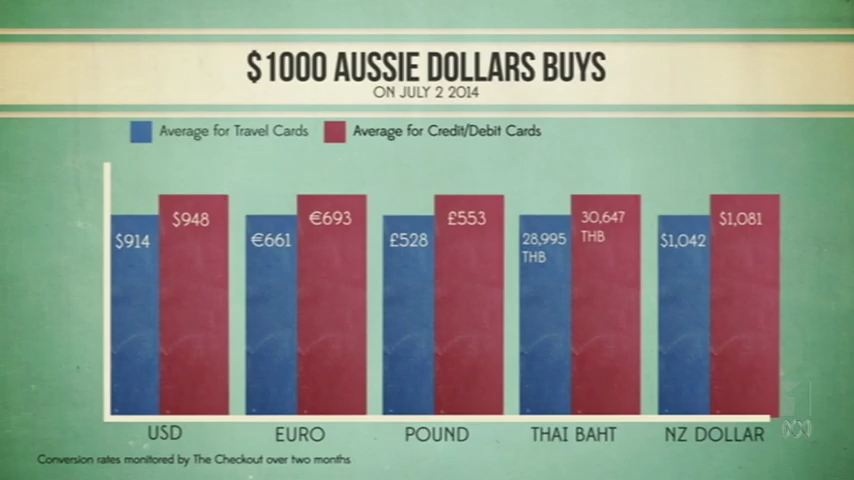 $1000 AUSSIE DOLLARS BUYS
ON JULY 2 2014
Average for Travel Cards Average for Credit/Debit Cards
$914 $948 €661 €693 £528 £553 28,995 30,647 $1,042 $1,081
THB THB
USD EURO POUND THAI BAHT NZ DOLLAR
1
Conversion rates monitored by The Checkout over two months